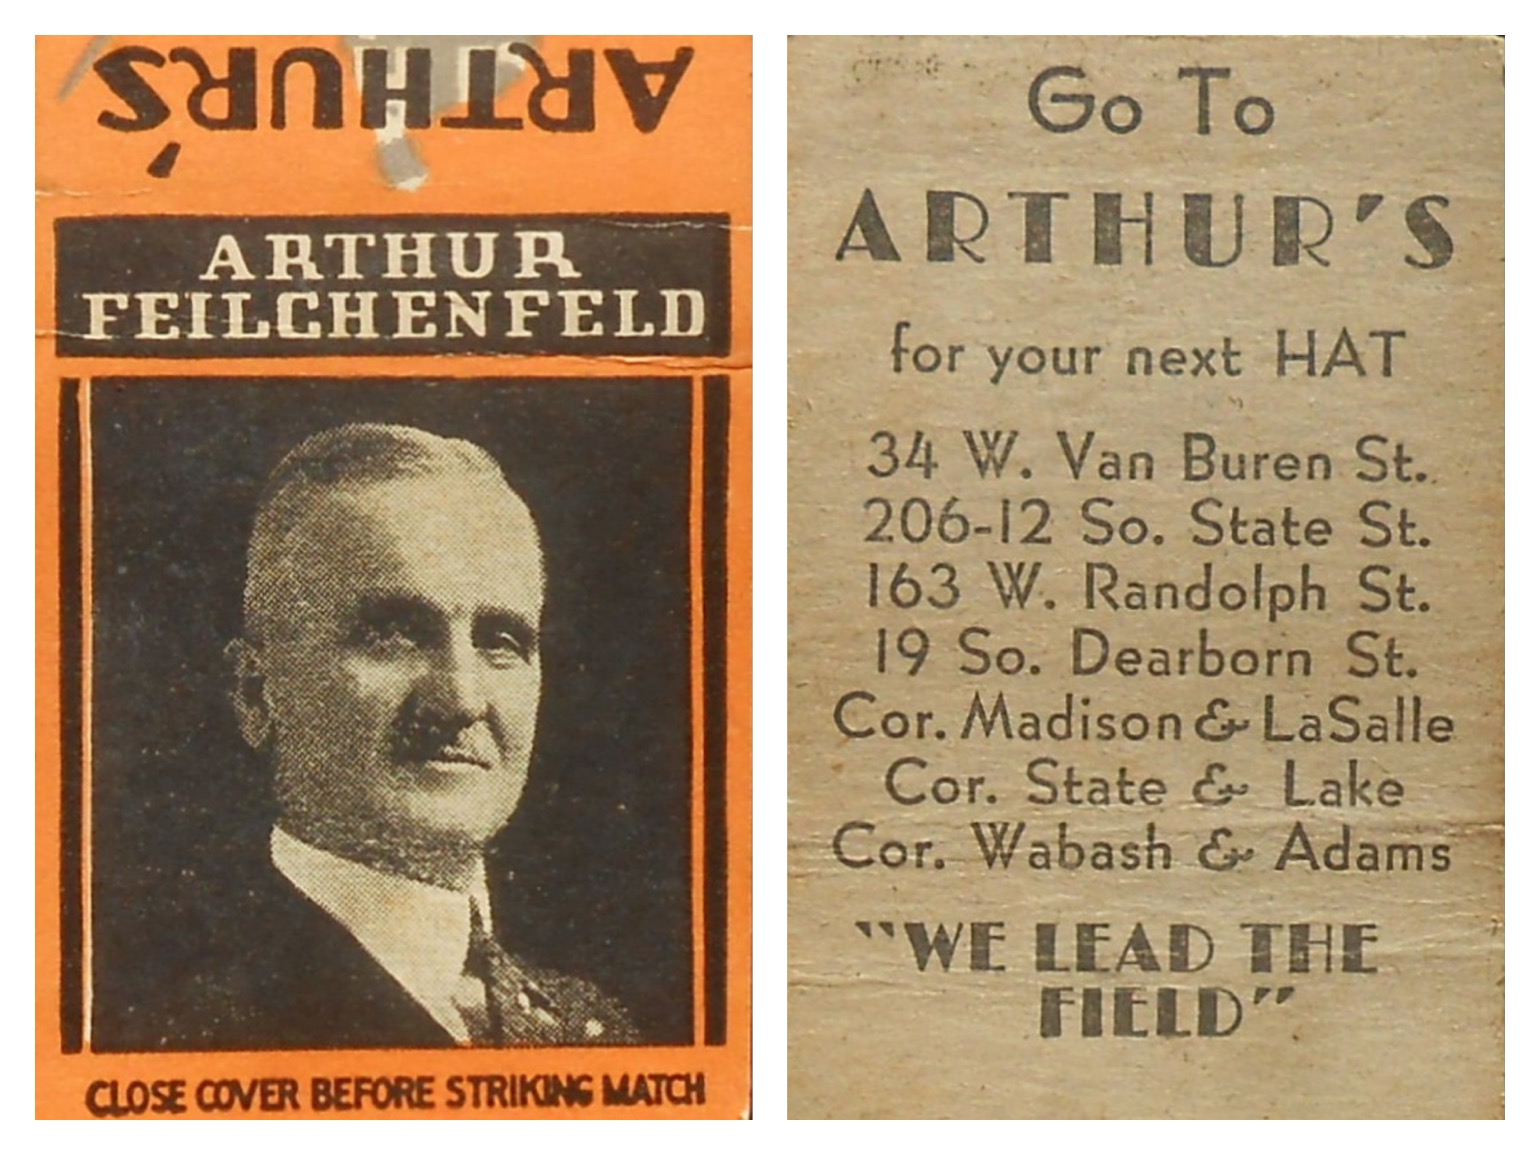 ARTHUR'S
ARTHUR
FEILCHENFELD
CLOSE COVER BEFORE STRIKING MATCH
Go To
ARTHUR'S
for your next HAT
34 W. Van Buren St.
206-12 So. State St.
163 W. Randolph St.
19 So. Dearborn St.
Cor. Madison & LaSalle
Cor. State & Lake
Cor. Wabash & Adams
"WE LEAD THE
FIELD"